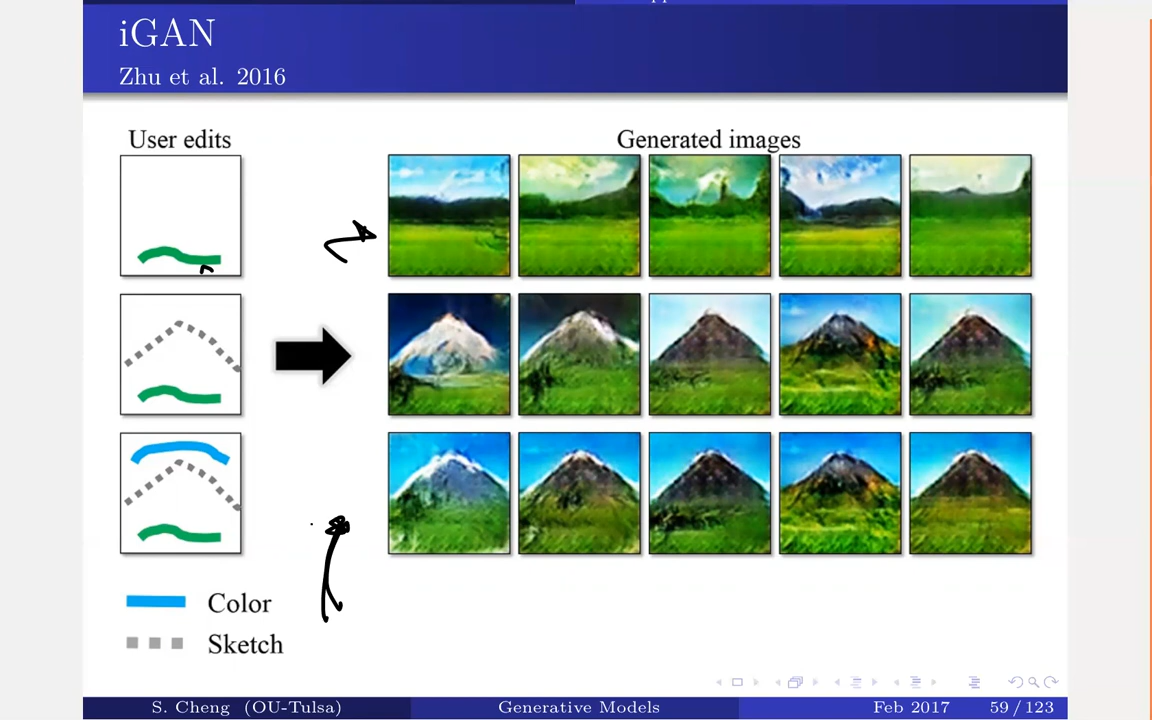 iGAN
Zhu et al. 2016
User edits
Generated images
Color
Sketch
S. Cheng (OU-Tulsa)
Generative Models
Feb 2017
59 / 123